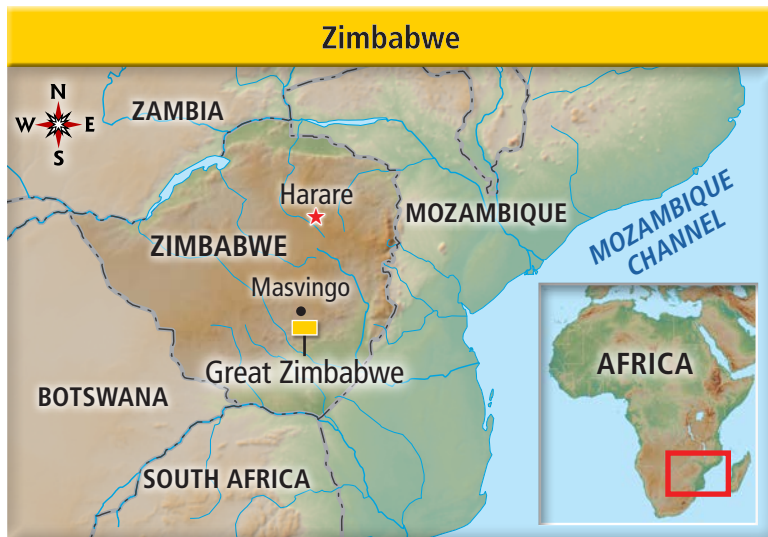 Zimbabwe
N
W E
S
ZAMBIA
Harare
MOZAMBIQUE
ZIMBABWE
MOZAMBIQUE
CHANNEL
Masvingo
Great Zimbabwe
BOTSWANA
SOUTH AFRICA
AFRICA